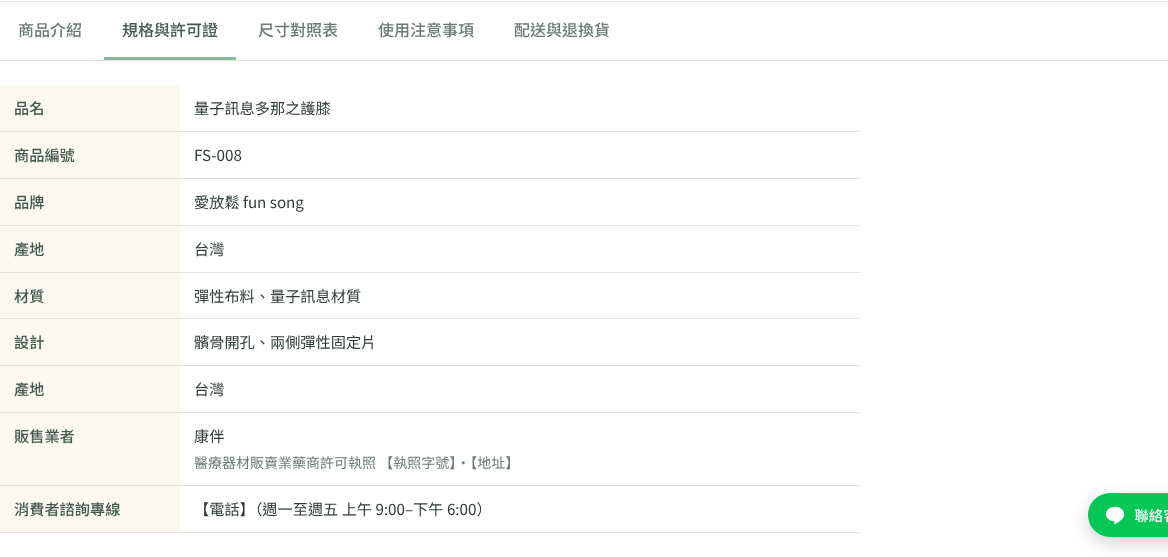 商品介紹 規格與許可證 尺寸對照表 使用注意事項 配送與退換貨
品名 量子訊息多那之護膝
商品編號 FS-008
品牌 愛放鬆 fun song
產地 台灣
材質 彈性布料、量子訊息材質
設計 髕骨開孔、兩側彈性固定片
產地 台灣
販售業者 康伴
醫療器材販賣業藥商許可執照 【執照字號】・【地址】
消費者諮詢專線 【電話】（週一至週五 上午 9:00–下午 6:00）
聯絡